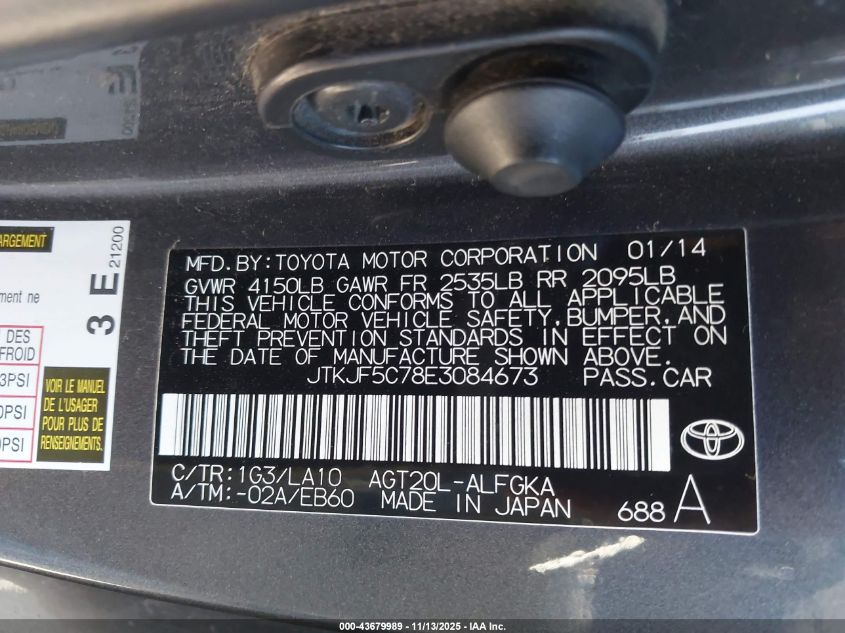 MFD.BY:TOYOTA MOTOR CORPORATION 01/14
GVWR 4150LB GAWR FR 2535LB RR 2095LB
THIS VEHICLE CONFORMS TO ALL APPLICABLE
FEDERAL MOTOR VEHICLE SAFETY,BUMPER,AND
THEFT PREVENTION STANDARDS IN EFFECT ON
THE DATE OF MANUFACTURE SHOWN ABOVE.
JTKJF5C78E3084673 PASS.CAR
C/TR:1G3/LA10 AGT20L-ALFGKA
A/TM:-02A/EB60 MADE IN JAPAN
688 A
ARGEMENT
ement ne
DES
FROID
3PSI
0PSI
0PSI
VOIR LE MANUEL
DE L'USAGER
POUR PLUS DE
RENSEIGNEMENTS.
3 E 21200
000-43679989 - 11/13/2025 - IAA Inc.